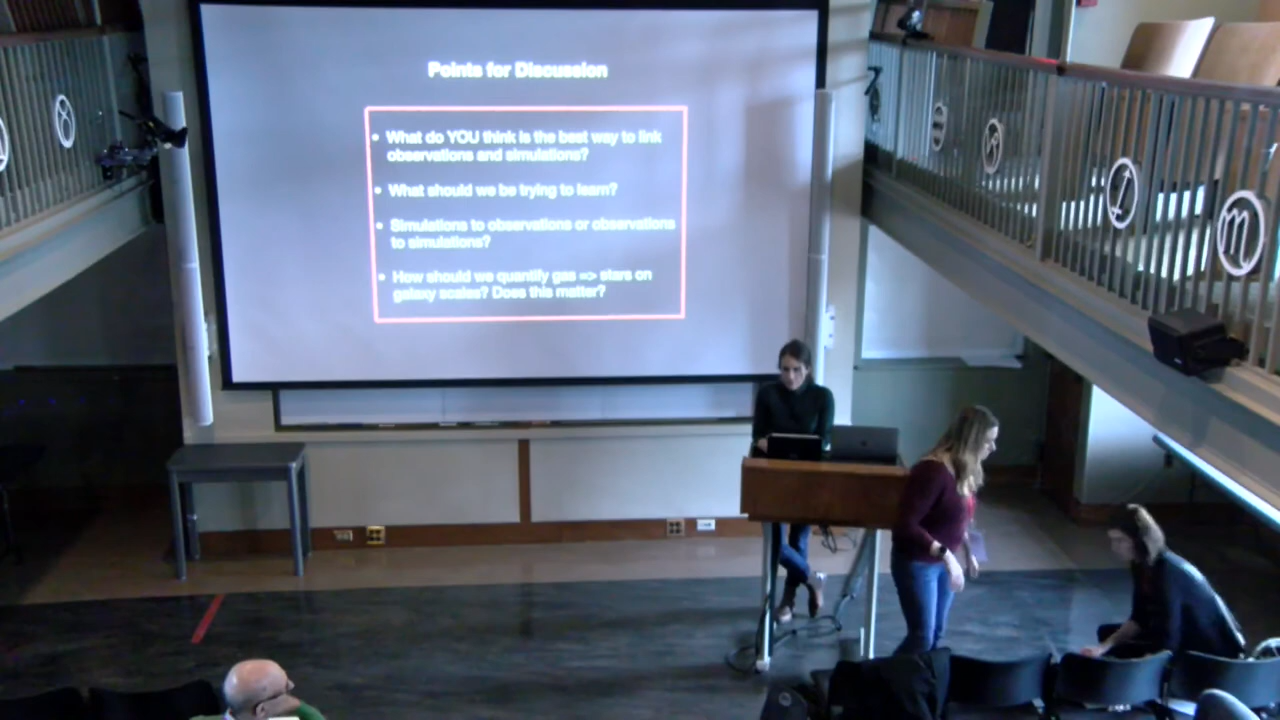 Points for Discussion
• What do YOU think is the best way to link
observations and simulations?
• What should we be trying to learn?
• Simulations to observations or observations
to simulations?
• How should we quantify gas => stars on
galaxy scales? Does this matter?
m